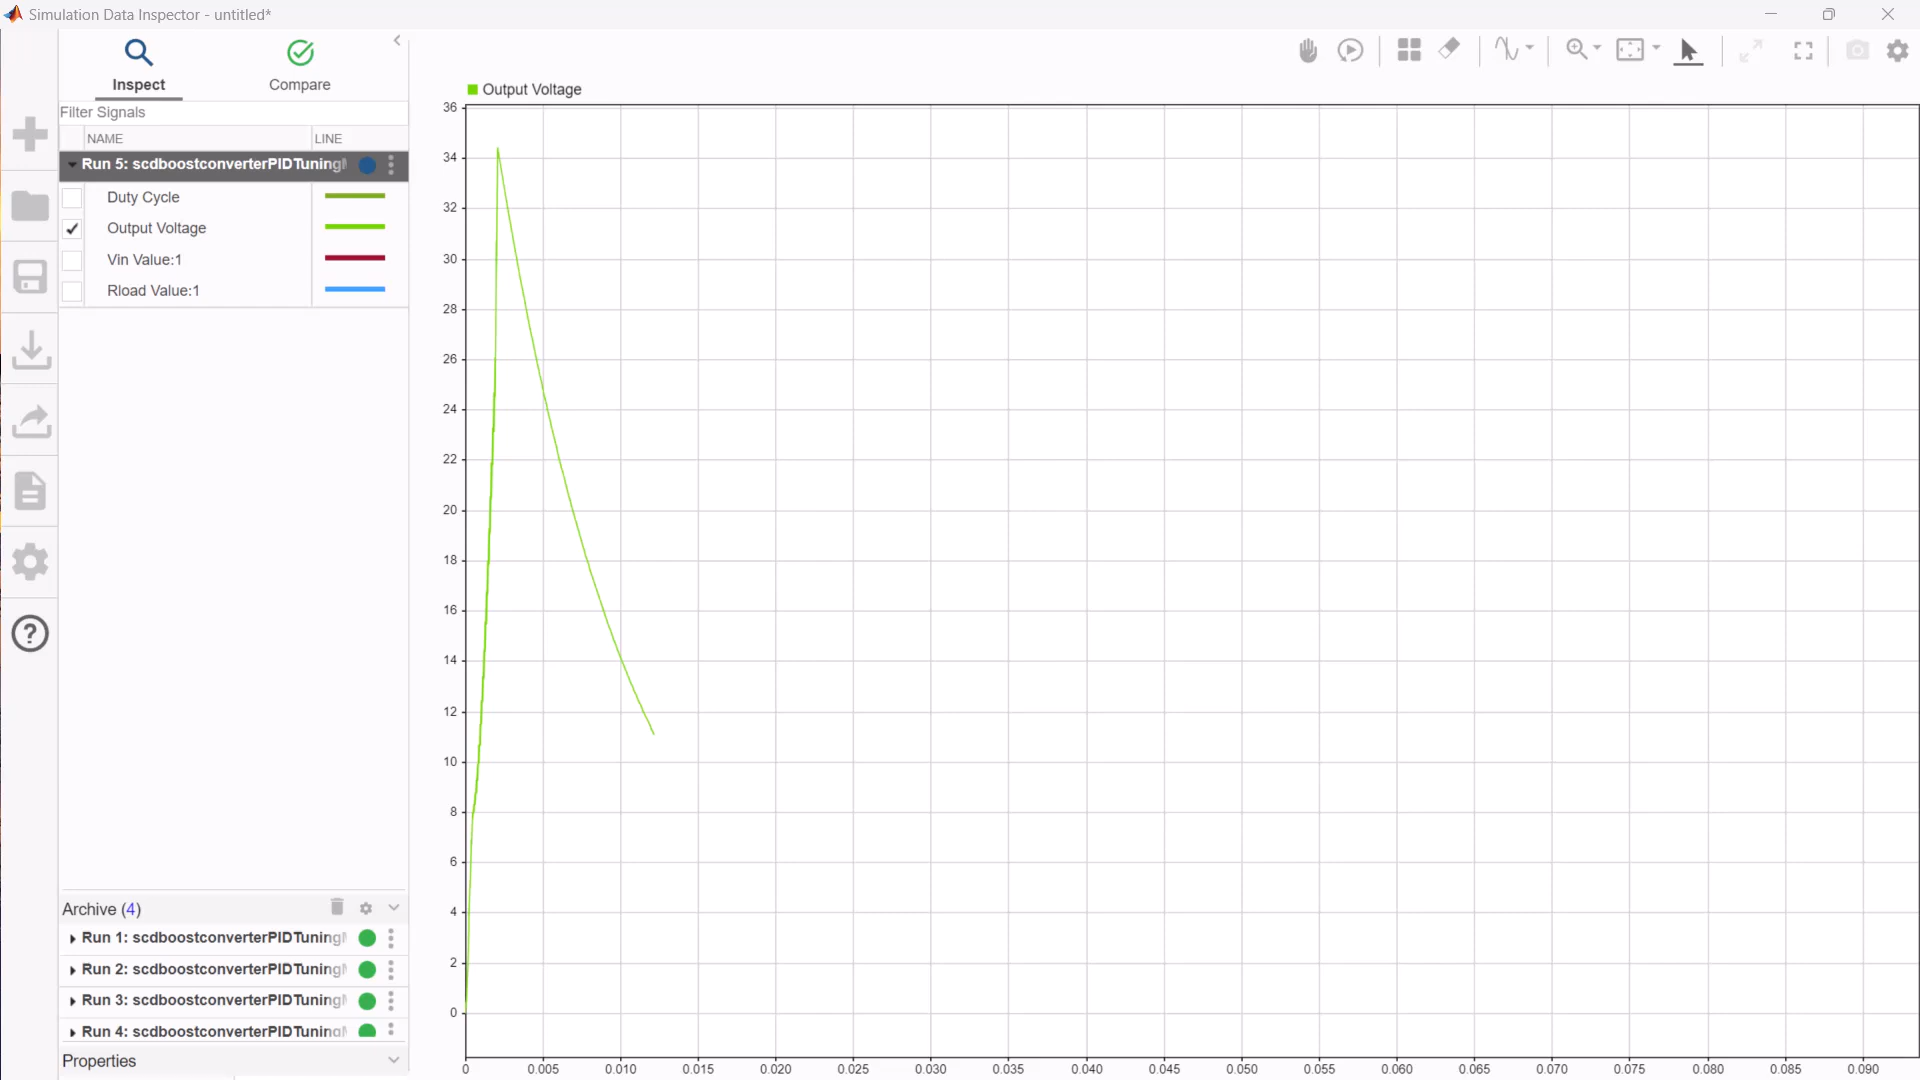 Simulation Data Inspector - untitled*
Inspect
Compare
Filter Signals
NAME
LINE
Run 5: scdboostconverterPIDTuning
Duty Cycle
Output Voltage
Vin Value:1
Rload Value:1
Archive (4)
Run 1: scdboostconverterPIDTuning
Run 2: scdboostconverterPIDTuning
Run 3: scdboostconverterPIDTuning
Run 4: scdboostconverterPIDTuning
Properties
Output Voltage
36
34
32
30
28
26
24
22
20
18
16
14
12
10
8
6
4
2
0
0 0.005 0.010 0.015 0.020 0.025 0.030 0.035 0.040 0.045 0.050 0.055 0.060 0.065 0.070 0.075 0.080 0.085 0.090